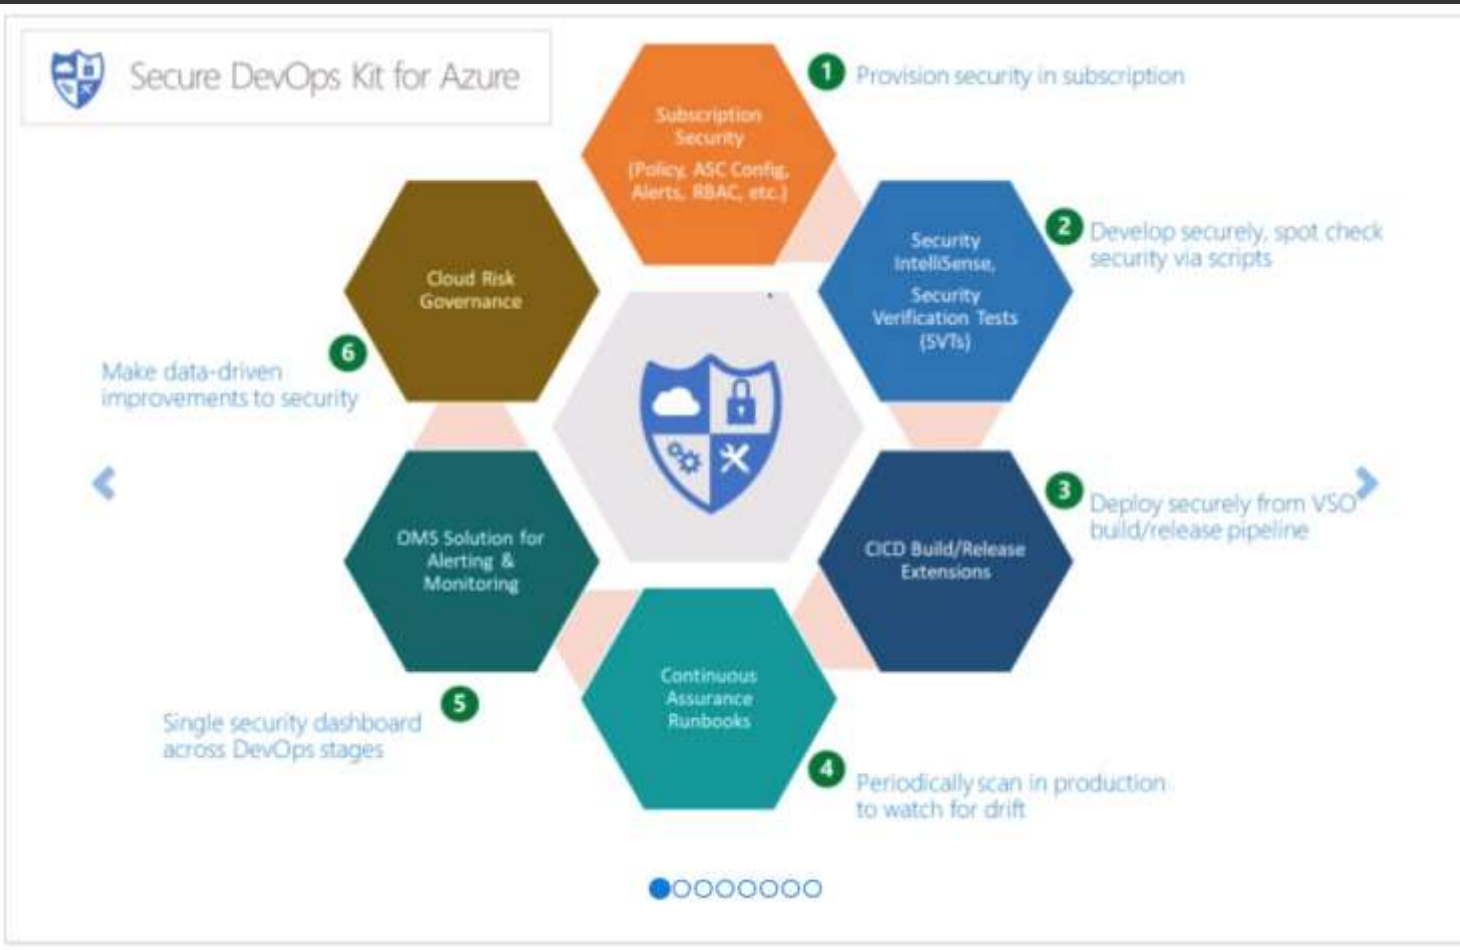 Secure DevOps Kit for Azure
Subscription
Security
(Policy, ASC Config,
Alerts, RBAC, etc.)
1
Provision security in subscription
Security
IntelliSense,
Security
Verification Tests
(SVTs)
2
Develop securely, spot check
security via scripts
CICD Build/Release
Extensions
3
Deploy securely from VSO
build/release pipeline
Continuous
Assurance
Runbooks
4
Periodically scan in production
to watch for drift
OMS Solution for
Alerting &
Monitoring
5
Single security dashboard
across DevOps stages
Cloud Risk
Governance
6
Make data-driven
improvements to security